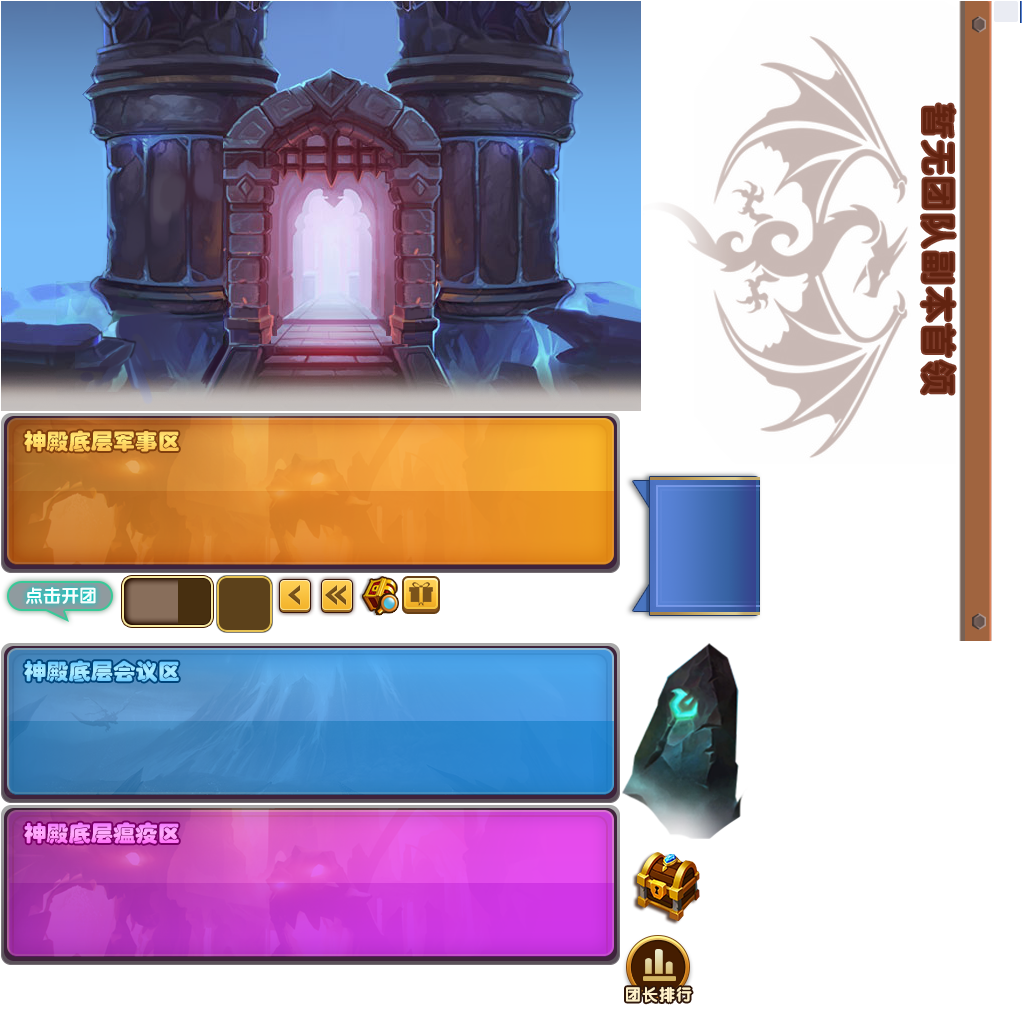 暂无团队副本首领
神殿底层军事区
点击开团
神殿底层会议区
神殿底层瘟疫区
团长排行